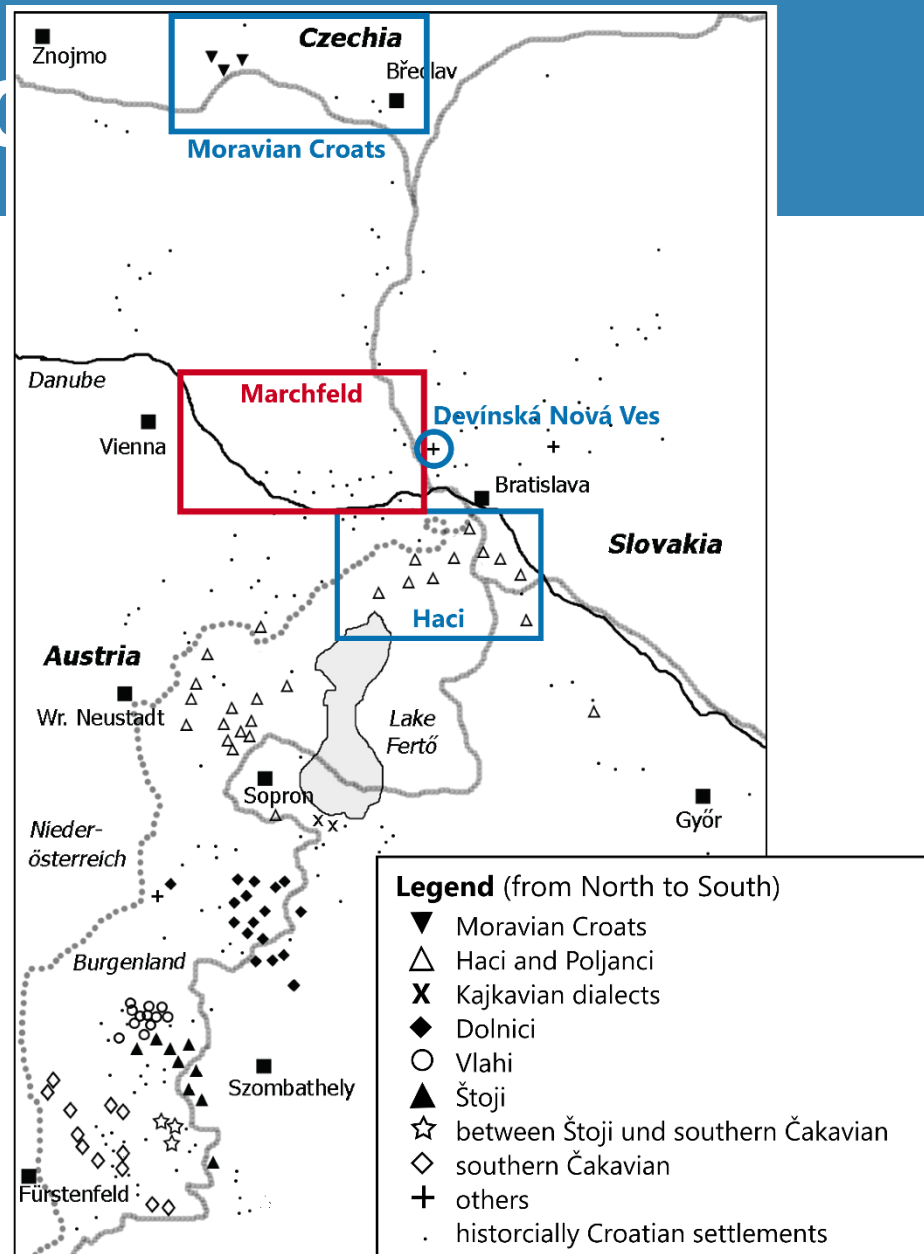 Czechia
Znojmo
Břeclav
Moravian Croats
Danube
Marchfeld
Devínská Nová Ves
Vienna
Bratislava
Slovakia
Haci
Austria
Wr. Neustadt
Lake
Fertő
Sopron
Győr
Nieder-
österreich
Burgenland
Szombathely
Fürstenfeld
Legend (from North to South)
Moravian Croats
Haci and Poljanci
x Kajkavian dialects
Dolnici
Vlahi
Štoji
between Štoji und southern Čakavian
southern Čakavian
others
historcially Croatian settlements